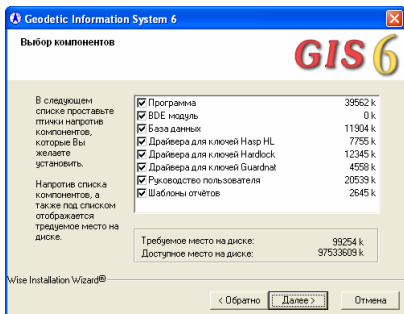 Geodetic Information System 6
Выбор компонентов
GIS 6
В следующем
списке проставьте
птички напротив
компонентов,
которые Вы
желаете
установить.
Напротив списка
компонентов, а
также под списком
отображается
требуемое место на
диске.
Программа 39562 k
BDE модуль 0 k
База данных 11904 k
Драйвера для ключей Hasp HL 7755 k
Драйвера для ключей Hardlock 12345 k
Драйвера для ключей Guardnat 4558 k
Руководство пользователя 20539 k
Шаблоны отчётов 2645 k
Требуемое место на диске: 99254 k
Доступное место на диске: 97533609 k
Wise Installation Wizard®
< Обратно Далее > Отмена